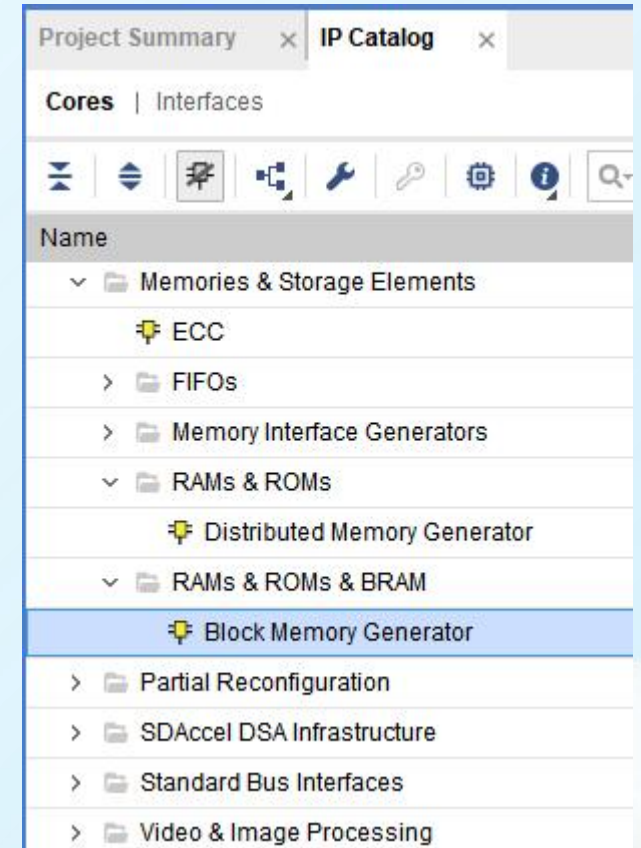 Project Summary × IP Catalog ×
Cores | Interfaces
Name
Memories & Storage Elements
ECC
FIFOs
Memory Interface Generators
RAMs & ROMs
Distributed Memory Generator
RAMs & ROMs & BRAM
Block Memory Generator
Partial Reconfiguration
SDAccel DSA Infrastructure
Standard Bus Interfaces
Video & Image Processing